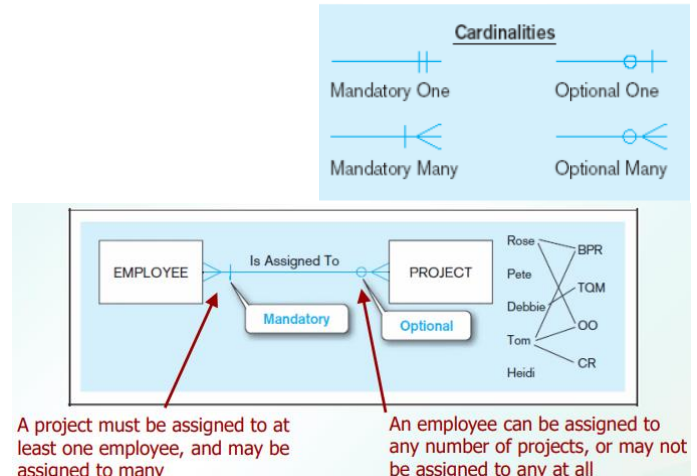 Cardinalities
Mandatory One
Optional One
Mandatory Many
Optional Many
EMPLOYEE
Is Assigned To
PROJECT
Mandatory
Optional
Rose
BPR
Pete
TQM
Debbie
OO
Tom
CR
Heidi
A project must be assigned to at
least one employee, and may be
assigned to many
An employee can be assigned to
any number of projects, or may not
be assigned to any at all